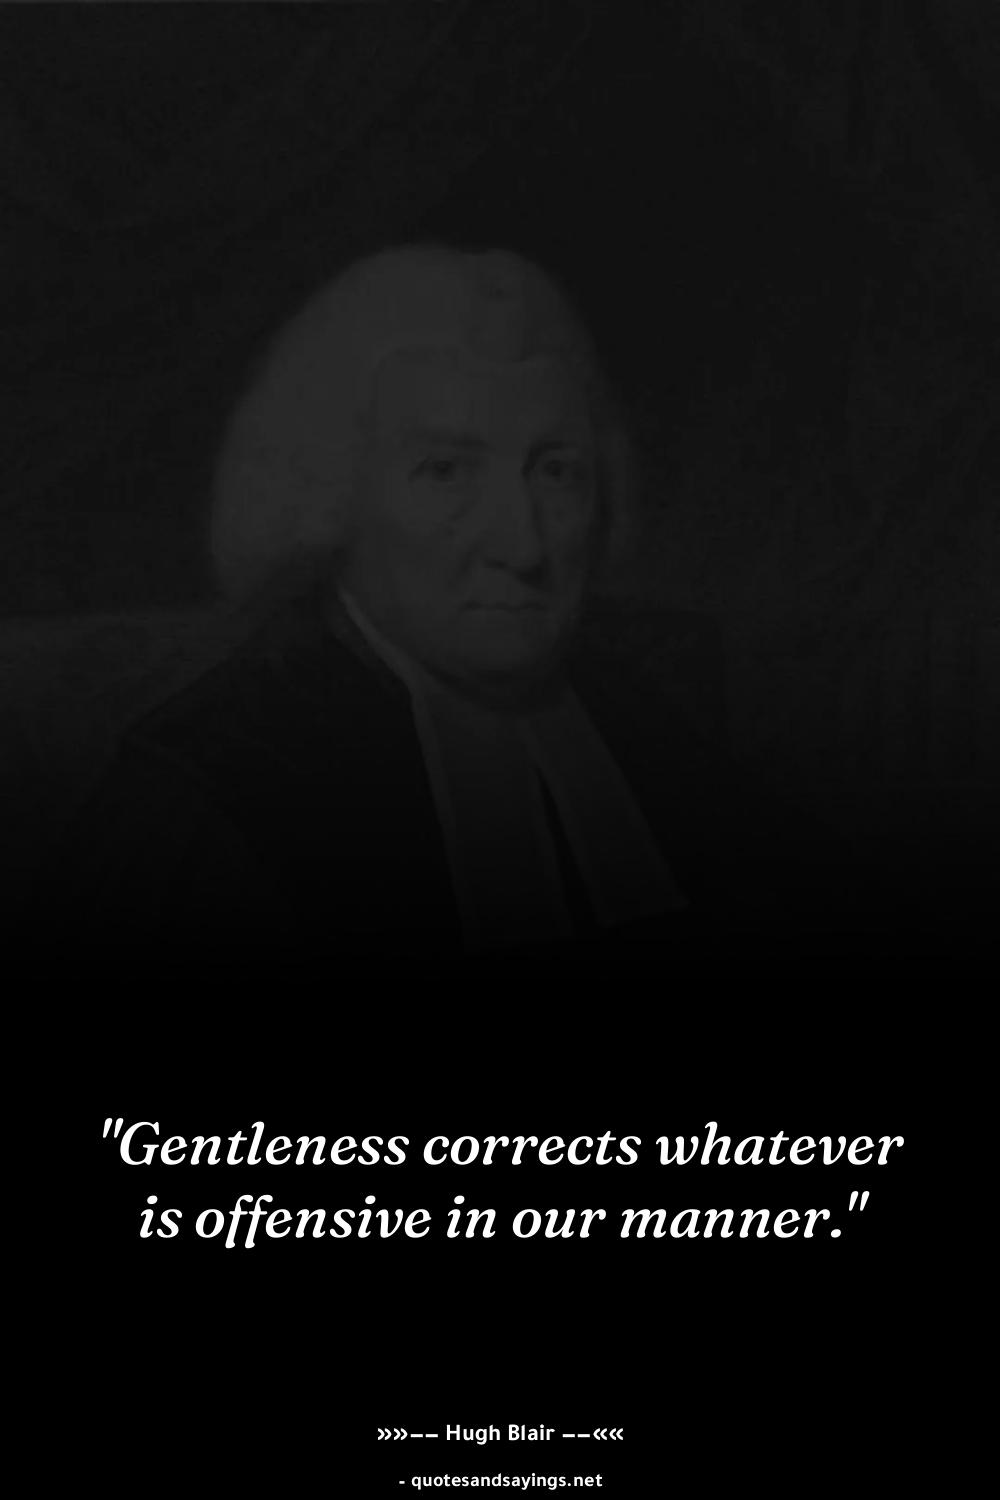 "Gentleness corrects whatever
is offensive in our manner."
»»–– Hugh Blair ––««
- quotesandsayings.net